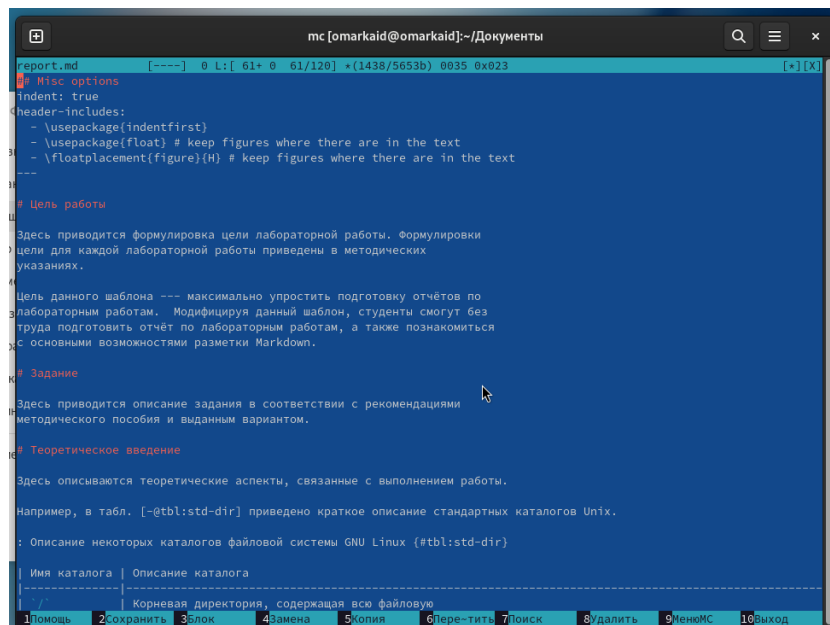 mc [omarkaid@omarkaid]:~/Документы
report.md [----] 0 L:[ 61+ 0 61/120] *(1438/5653b) 0035 0x023 [*][X]
## Misc options
indent: true
header-includes:
- \usepackage{indentfirst}
- \usepackage{float} # keep figures where there are in the text
- \floatplacement{figure}{H} # keep figures where there are in the text
---
# Цель работы
Здесь приводится формулировка цели лабораторной работы. Формулировки
цели для каждой лабораторной работы приведены в методических
указаниях.
Цель данного шаблона --- максимально упростить подготовку отчётов по
лабораторным работам. Модифицируя данный шаблон, студенты смогут без
труда подготовить отчёт по лабораторным работам, а также познакомиться
с основными возможностями разметки Markdown.
# Задание
Здесь приводится описание задания в соответствии с рекомендациями
методического пособия и выданным вариантом.
# Теоретическое введение
Здесь описываются теоретические аспекты, связанные с выполнением работы.
Например, в табл. [-@tbl:std-dir] приведено краткое описание стандартных каталогов Unix.
: Описание некоторых каталогов файловой системы GNU Linux {#tbl:std-dir}
| Имя каталога | Описание каталога
|--------------|----------------------------------------------------------------------------------------------------------
| `/` | Корневая директория, содержащая всю файловую
1Помощь 2Сохранить 3Блок 4Замена 5Копия 6Пере~тить 7Поиск 8Удалить 9МенюMC 10Выход